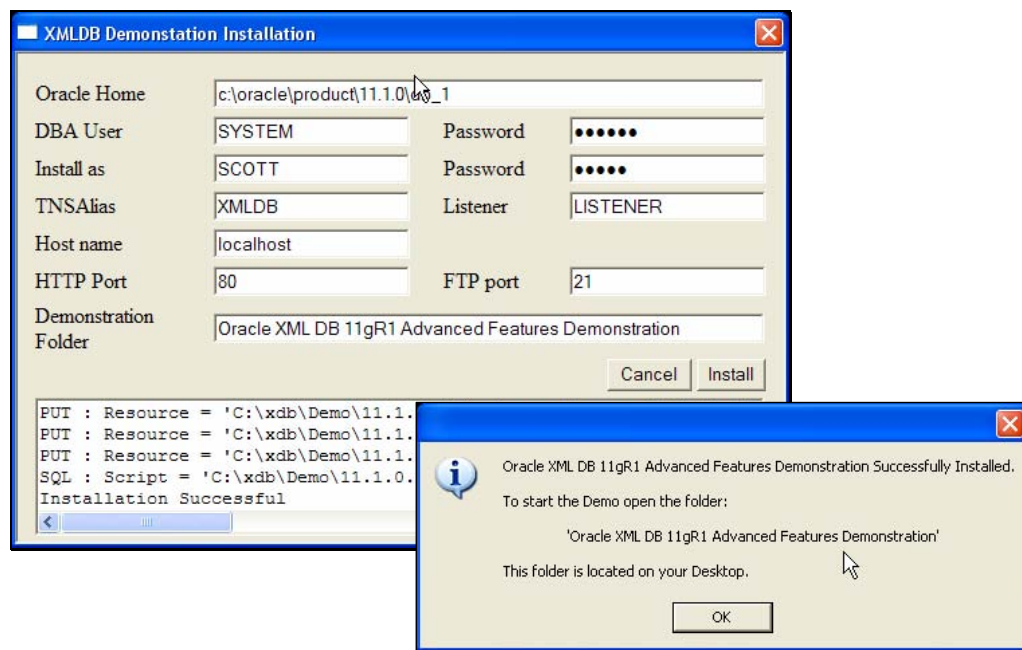 XMLDB Demonstation Installation
Oracle Home c:\oracle\product\11.1.0\ _1
DBA User SYSTEM Password ••••••
Install as SCOTT Password •••••
TNSAlias XMLDB Listener LISTENER
Host name localhost
HTTP Port 80 FTP port 21
Demonstration
Folder
Oracle XML DB 11gR1 Advanced Features Demonstration
Cancel Install
PUT : Resource = 'C:\xdb\Demo\11.1.
PUT : Resource = 'C:\xdb\Demo\11.1.
PUT : Resource = 'C:\xdb\Demo\11.1.
SQL : Script = 'C:\xdb\Demo\11.1.0.
Installation Successful
Oracle XML DB 11gR1 Advanced Features Demonstration Successfully Installed.
To start the Demo open the folder:
'Oracle XML DB 11gR1 Advanced Features Demonstration'
This folder is located on your Desktop.
OK